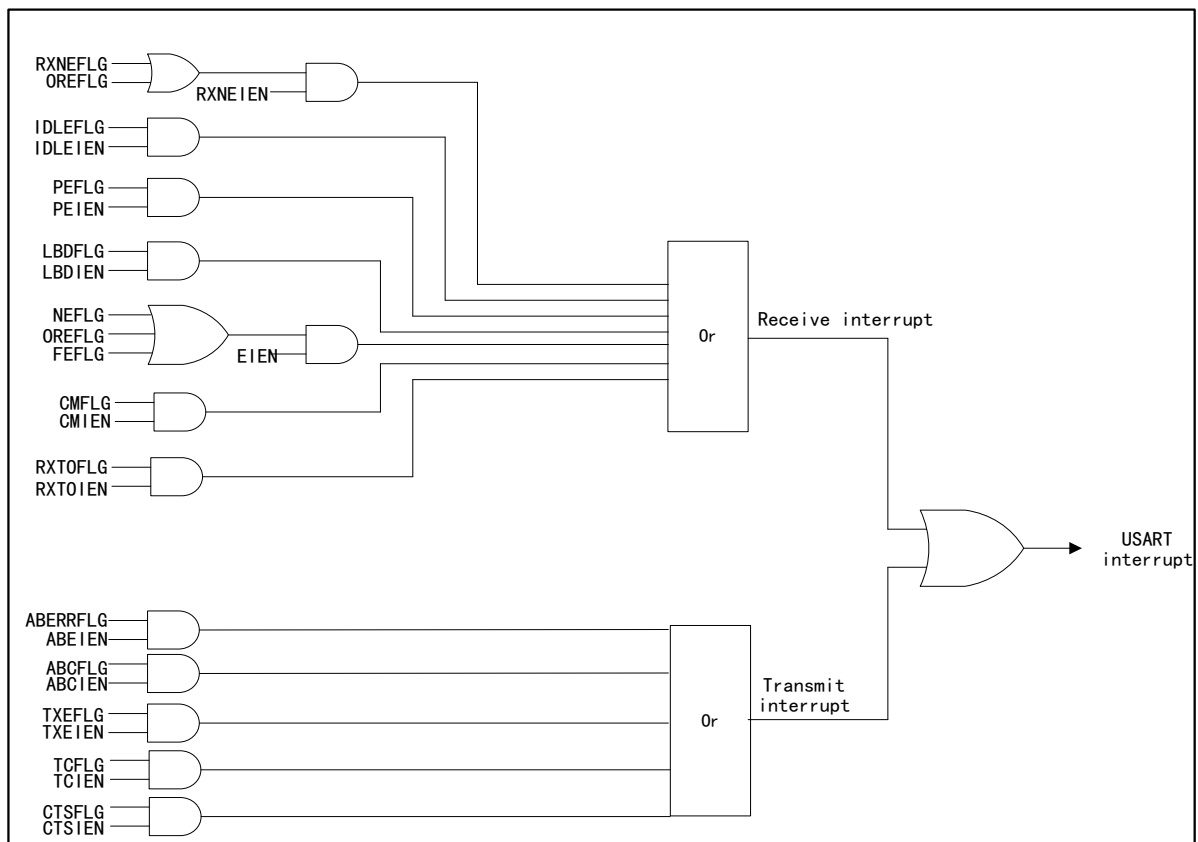 RXNEFLG
OREFLG
RXNEIEN
IDLEFLG
IDLEIEN
PEFLG
PEIEN
LBDFLG
LBDIEN
NEFLG
OREFLG
FEFLG
EIEN
CMFLG
CMIEN
RXTOFLG
RXTOIEN
Or
Receive interrupt
USART
interrupt
ABERRFLG
ABEIEN
ABCFLG
ABCIEN
TXEFLG
TXEIEN
TCFLG
TCIEN
CTSFLG
CTSIEN
Or
Transmit
interrupt